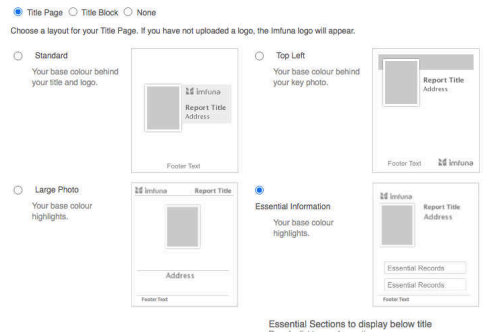 Title Page Title Block None
Choose a layout for your Title Page. If you have not uploaded a logo, the Imfuna logo will appear.
Standard
Your base colour behind
your title and logo.
imfuna
Report Title
Address
Footer Text
Top Left
Your base colour behind
your key photo.
Report Title
Address
Footer Text imfuna
Large Photo
Your base colour
highlights.
imfuna Report Title
Address
Footer Text
Essential Information
Your base colour
highlights.
imfuna
Report Title
Address
Essential Records
Essential Records
Footer Text
Essential Sections to display below title